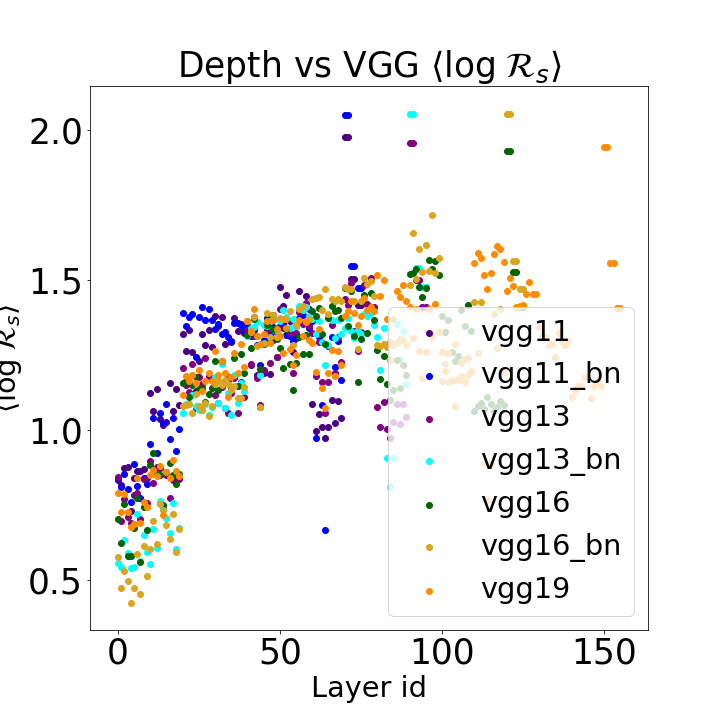 Depth vs VGG ⟨log ℛₛ⟩
⟨log ℛₛ⟩
2.0
1.5
1.0
0.5
0
50
100
150
Layer id
vgg11
vgg11_bn
vgg13
vgg13_bn
vgg16
vgg16_bn
vgg19